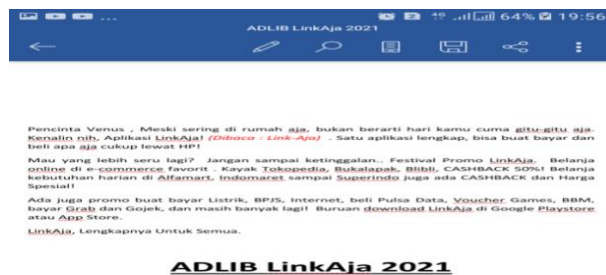 64% 19:56
ADLIB LinkAja 2021
Pencinta Venus , Meski sering di rumah aja, bukan berarti hari kamu cuma gitu-gitu aja.
Kenalin nih, Aplikasi LinkAja! (Dibaca : Link-Aja) . Satu aplikasi lengkap, bisa buat bayar dan
beli apa aja cukup lewat HP!
Mau yang lebih seru lagi? Jangan sampai ketinggalan.. Festival Promo LinkAja. Belanja
online di e-commerce favorit . Kayak Tokopedia, Bukalapak, Blibli, CASHBACK 50%! Belanja
kebutuhan harian di Alfamart, Indomaret sampai Superindo juga ada CASHBACK dan Harga
Spesial!
Ada juga promo buat bayar Listrik, BPJS, Internet, beli Pulsa Data, Voucher Games, BBM,
bayar Grab dan Gojek, dan masih banyak lagi! Buruan download LinkAja di Google Playstore
atau App Store.
LinkAja, Lengkapnya Untuk Semua.
ADLIB LinkAja 2021